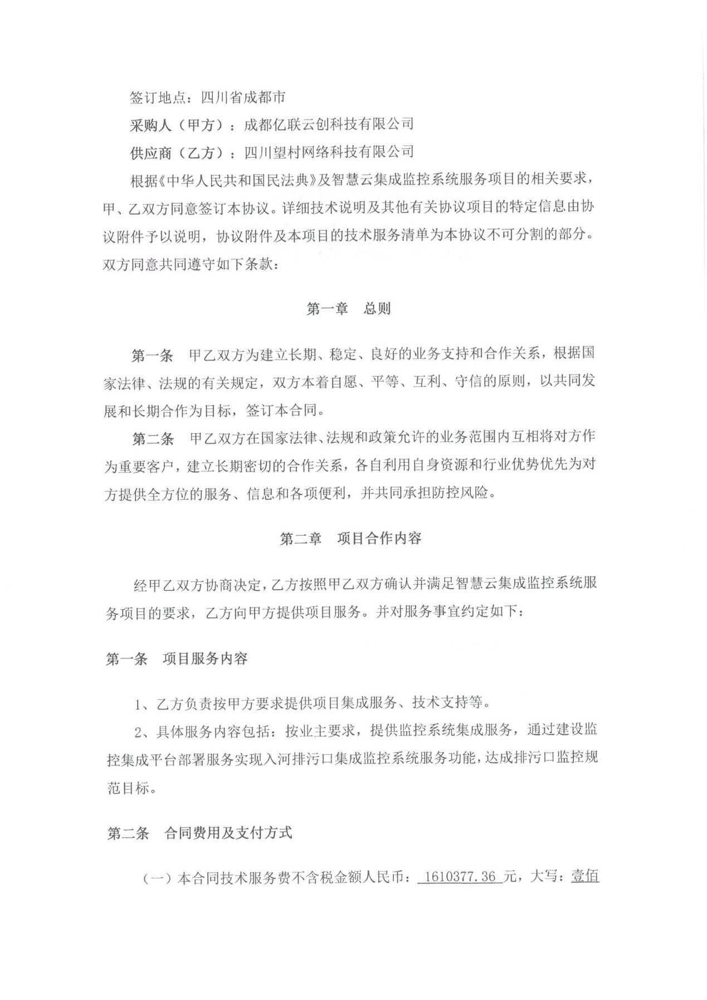 签订地点：四川省成都市
采购人（甲方）：成都亿联云创科技有限公司
供应商（乙方）：四川望村网络科技有限公司
根据《中华人民共和国民法典》及智慧云集成监控系统服务项目的相关要求，
甲、乙双方同意签订本协议。详细技术说明及其他有关协议项目的特定信息由协
议附件予以说明，协议附件及本项目的技术服务清单为本协议不可分割的部分。
双方同意共同遵守如下条款：
第一章 总则
第一条 甲乙双方为建立长期、稳定、良好的业务支持和合作关系，根据国
家法律、法规的有关规定，双方本着自愿、平等、互利、守信的原则，以共同发
展和长期合作为目标，签订本合同。
第二条 甲乙双方在国家法律、法规和政策允许的业务范围内互相将对方作
为重要客户，建立长期密切的合作关系，各自利用自身资源和行业优势优先为对
方提供全方位的服务、信息和各项便利，并共同承担防控风险。
第二章 项目合作内容
经甲乙双方协商决定，乙方按照甲乙双方确认并满足智慧云集成监控系统服
务项目的要求，乙方向甲方提供项目服务。并对服务事宜约定如下：
第一条 项目服务内容
1、乙方负责按甲方要求提供项目集成服务、技术支持等。
2、具体服务内容包括：按业主要求，提供监控系统集成服务，通过建设监
控集成平台部署服务实现入河排污口集成监控系统服务功能，达成排污口监控规
范目标。
第二条 合同费用及支付方式
（一）本合同技术服务费不含税金额人民币：1610377.36元，大写：壹佰